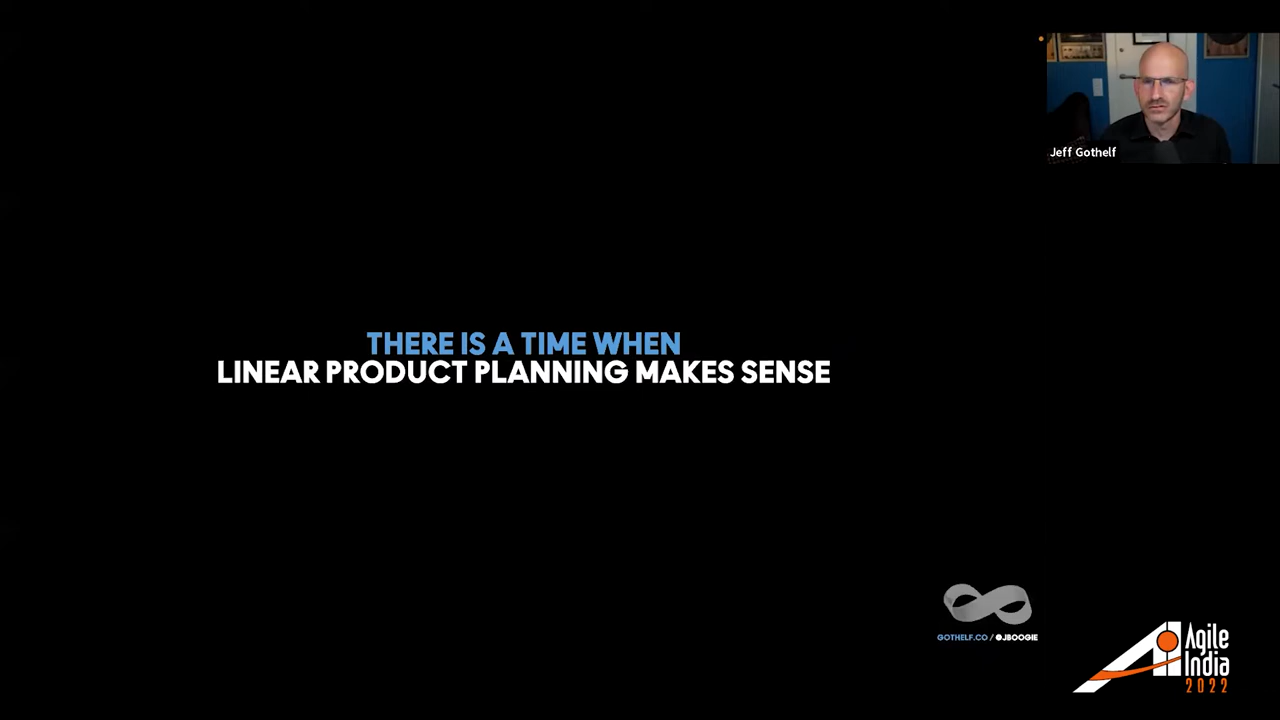 Jeff Gothelf
THERE IS A TIME WHEN
LINEAR PRODUCT PLANNING MAKES SENSE
GOTHELF.CO / @JBOOGIE
Agile
India
2022